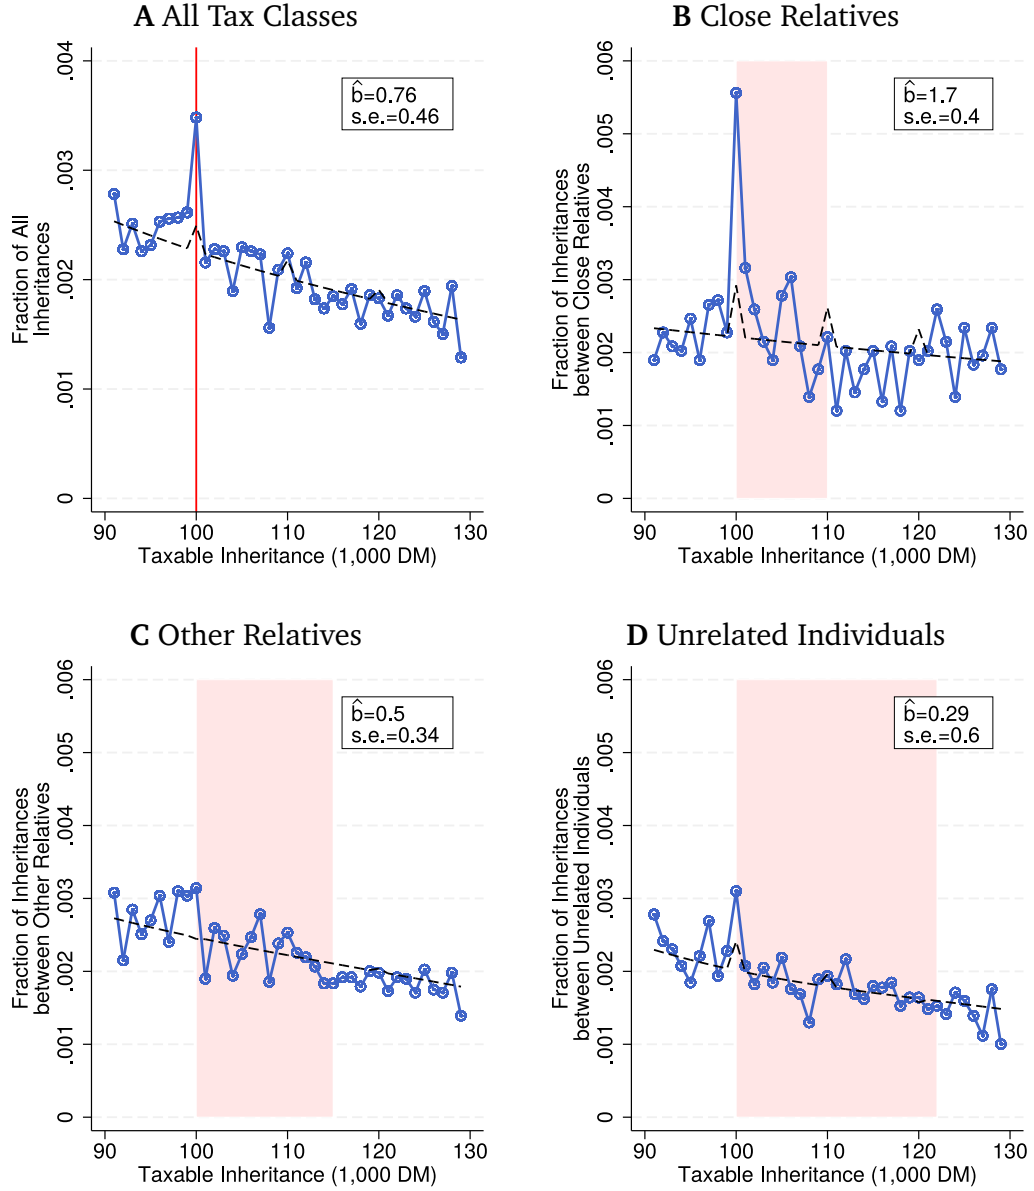 A All Tax Classes
Fraction of All
Inheritances
.004
.003
.002
.001
0
b̂=0.76
s.e.=0.46
90 100 110 120 130
Taxable Inheritance (1,000 DM)
B Close Relatives
Fraction of Inheritances
between Close Relatives
.006
.005
.004
.003
.002
.001
0
b̂=1.7
s.e.=0.4
90 100 110 120 130
Taxable Inheritance (1,000 DM)
C Other Relatives
Fraction of Inheritances
between Other Relatives
.006
.005
.004
.003
.002
.001
0
b̂=0.5
s.e.=0.34
90 100 110 120 130
Taxable Inheritance (1,000 DM)
D Unrelated Individuals
Fraction of Inheritances
between Unrelated Individuals
.006
.005
.004
.003
.002
.001
0
b̂=0.29
s.e.=0.6
90 100 110 120 130
Taxable Inheritance (1,000 DM)